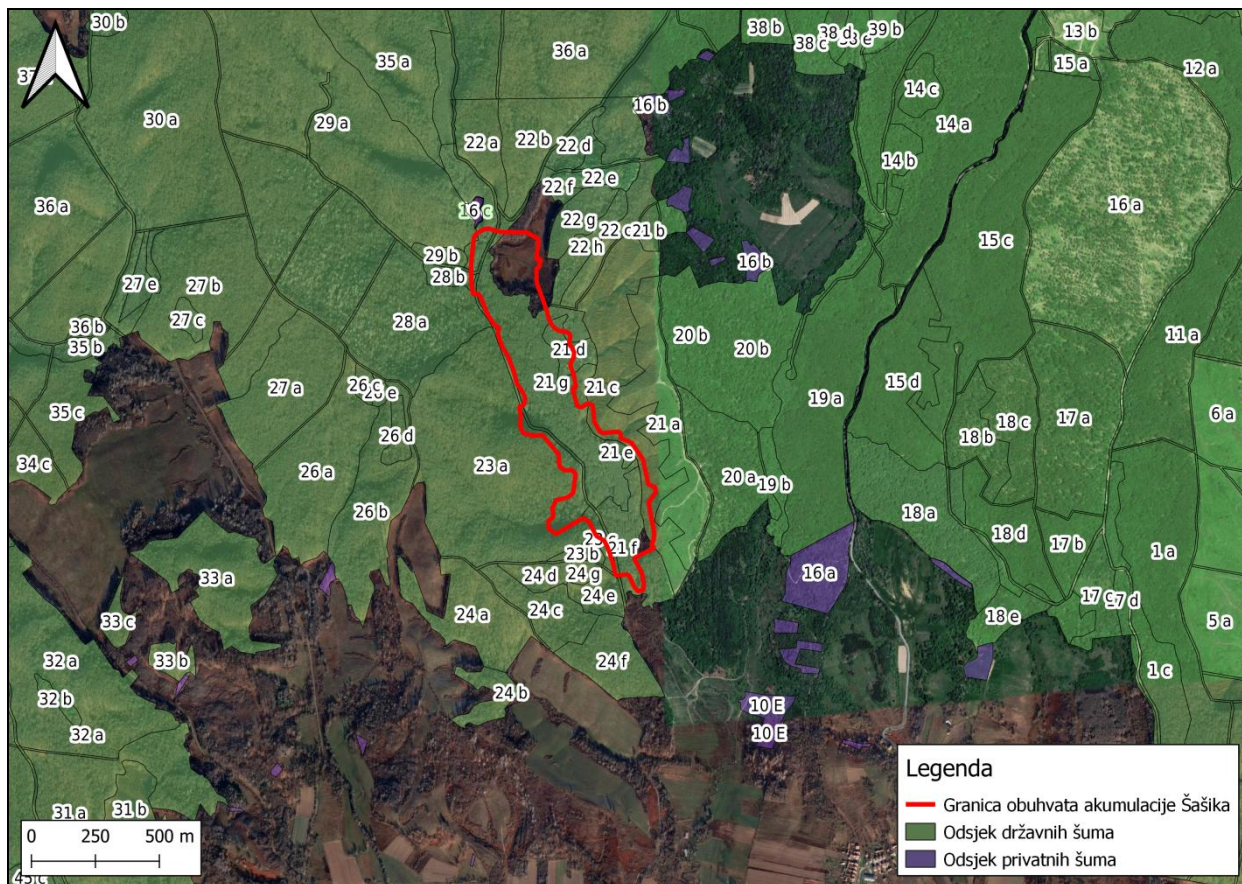 30 b
38 b
38 d
39 b
38 c
38 e
13 b
36 a
35 a
15 a
12 a
14 c
16 b
30 a
29 a
14 a
22 a
22 b
22 d
14 b
22 e
22 f
36 a
16 c
16 a
22 g
22 c
21 b
15 c
22 h
29 b
16 b
28 b
27 e
27 b
27 c
28 a
36 b
35 b
20 b
20 b
11 a
21 d
27 a
26 c
21 g
21 c
15 d
19 a
35 c
6 a
18 c
17 a
21 a
26 d
18 b
34 c
26 a
23 a
21 e
20 a
19 b
26 b
18 a
18 d
17 b
1 a
21 f
23 b
33 a
24 d
24 g
16 a
24 e
17 c
17 d
33 c
24 a
24 c
18 e
5 a
32 a
33 b
24 f
1 c
32 b
24 b
10 E
32 a
10 E
31 a
31 b
Legenda
Granica obuhvata akumulacije Šašika
Odsjek državnih šuma
Odsjek privatnih šuma
0 250 500 m